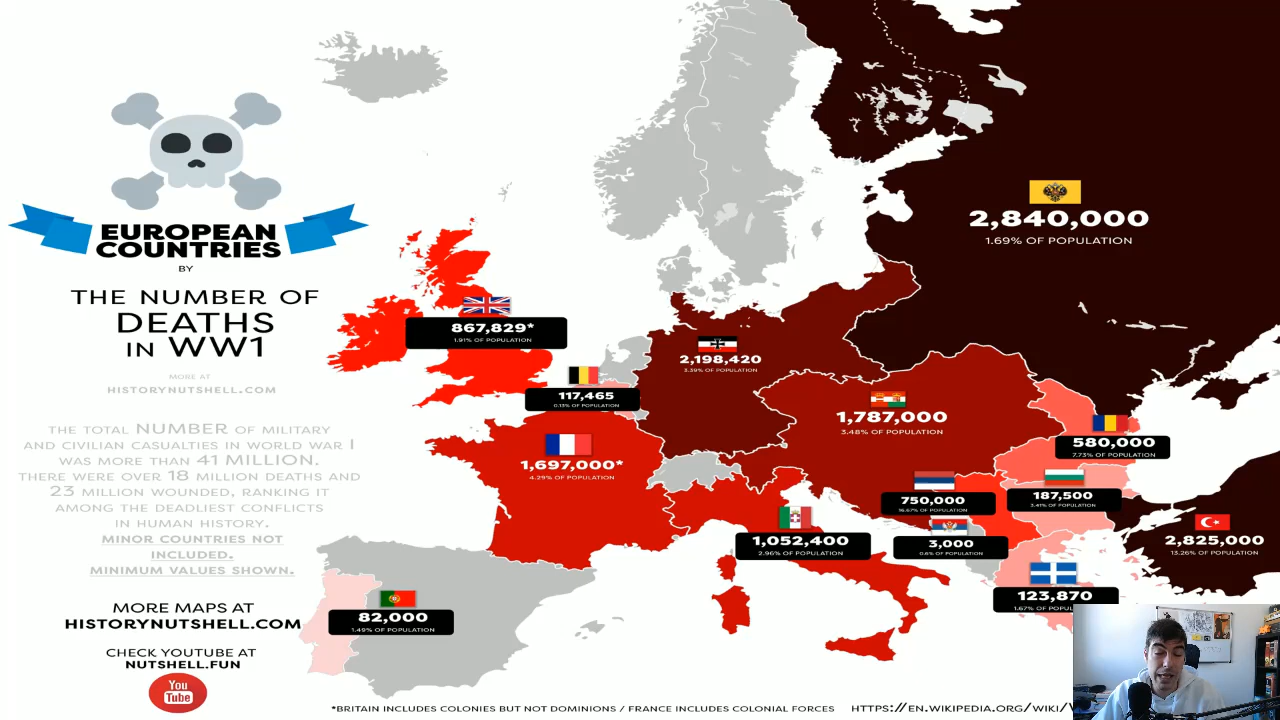 EUROPEAN
COUNTRIES
BY
THE NUMBER OF
DEATHS
IN WW1
MORE AT
HISTORYNUTSHELL.COM
THE TOTAL NUMBER OF MILITARY
AND CIVILIAN CASUALTIES IN WORLD WAR I
WAS MORE THAN 41 MILLION.
THERE WERE OVER 18 MILLION DEATHS AND
23 MILLION WOUNDED, RANKING IT
AMONG THE DEADLIEST CONFLICTS
IN HUMAN HISTORY.
MINOR COUNTRIES NOT
INCLUDED.
MINIMUM VALUES SHOWN.
MORE MAPS AT
HISTORYNUTSHELL.COM
CHECK YOUTUBE AT
NUTSHELL.FUN
You
Tube
2,840,000
1.69% OF POPULATION
867,829*
1.91% OF POPULATION
2,198,420
3.39% OF POPULATION
117,465
0.13% OF POPULATION
1,787,000
3.48% OF POPULATION
580,000
7.73% OF POPULATION
1,697,000*
4.29% OF POPULATION
750,000
16.67% OF POPULATION
187,500
3.41% OF POPULATION
1,052,400
2.96% OF POPULATION
3,000
0.6% OF POPULATION
2,825,000
13.26% OF POPULATION
123,870
1.67%
82,000
1.49% OF POPULATION
*BRITAIN INCLUDES COLONIES BUT NOT DOMINIONS / FRANCE INCLUDES COLONIAL FORCES
HTTPS://EN.WIKIPEDIA.ORG/WIKI/